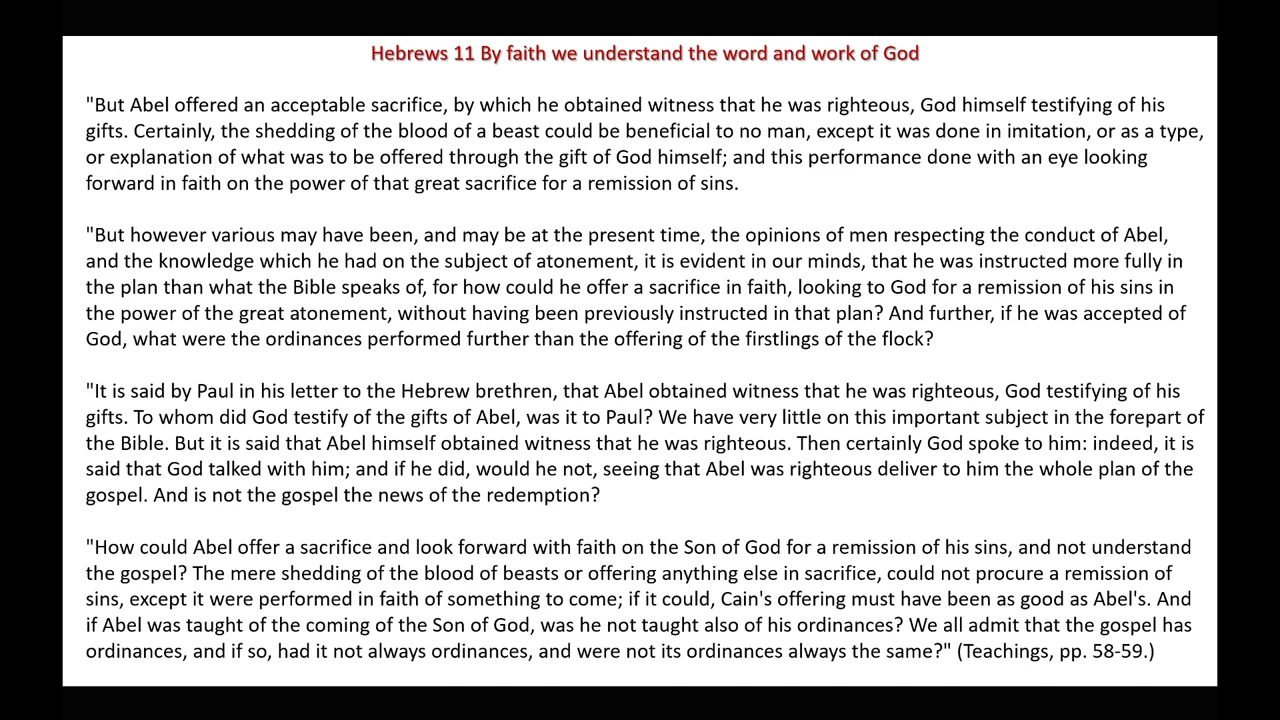 Hebrews 11 By faith we understand the word and work of God
"But Abel offered an acceptable sacrifice, by which he obtained witness that he was righteous, God himself testifying of his
gifts. Certainly, the shedding of the blood of a beast could be beneficial to no man, except it was done in imitation, or as a type,
or explanation of what was to be offered through the gift of God himself; and this performance done with an eye looking
forward in faith on the power of that great sacrifice for a remission of sins.
"But however various may have been, and may be at the present time, the opinions of men respecting the conduct of Abel,
and the knowledge which he had on the subject of atonement, it is evident in our minds, that he was instructed more fully in
the plan than what the Bible speaks of, for how could he offer a sacrifice in faith, looking to God for a remission of his sins in
the power of the great atonement, without having been previously instructed in that plan? And further, if he was accepted of
God, what were the ordinances performed further than the offering of the firstlings of the flock?
"It is said by Paul in his letter to the Hebrew brethren, that Abel obtained witness that he was righteous, God testifying of his
gifts. To whom did God testify of the gifts of Abel, was it to Paul? We have very little on this important subject in the forepart of
the Bible. But it is said that Abel himself obtained witness that he was righteous. Then certainly God spoke to him: indeed, it is
said that God talked with him; and if he did, would he not, seeing that Abel was righteous deliver to him the whole plan of the
gospel. And is not the gospel the news of the redemption?
"How could Abel offer a sacrifice and look forward with faith on the Son of God for a remission of his sins, and not understand
the gospel? The mere shedding of the blood of beasts or offering anything else in sacrifice, could not procure a remission of
sins, except it were performed in faith of something to come; if it could, Cain's offering must have been as good as Abel's. And
if Abel was taught of the coming of the Son of God, was he not taught also of his ordinances? We all admit that the gospel has
ordinances, and if so, had it not always ordinances, and were not its ordinances always the same?" (Teachings, pp. 58-59.)